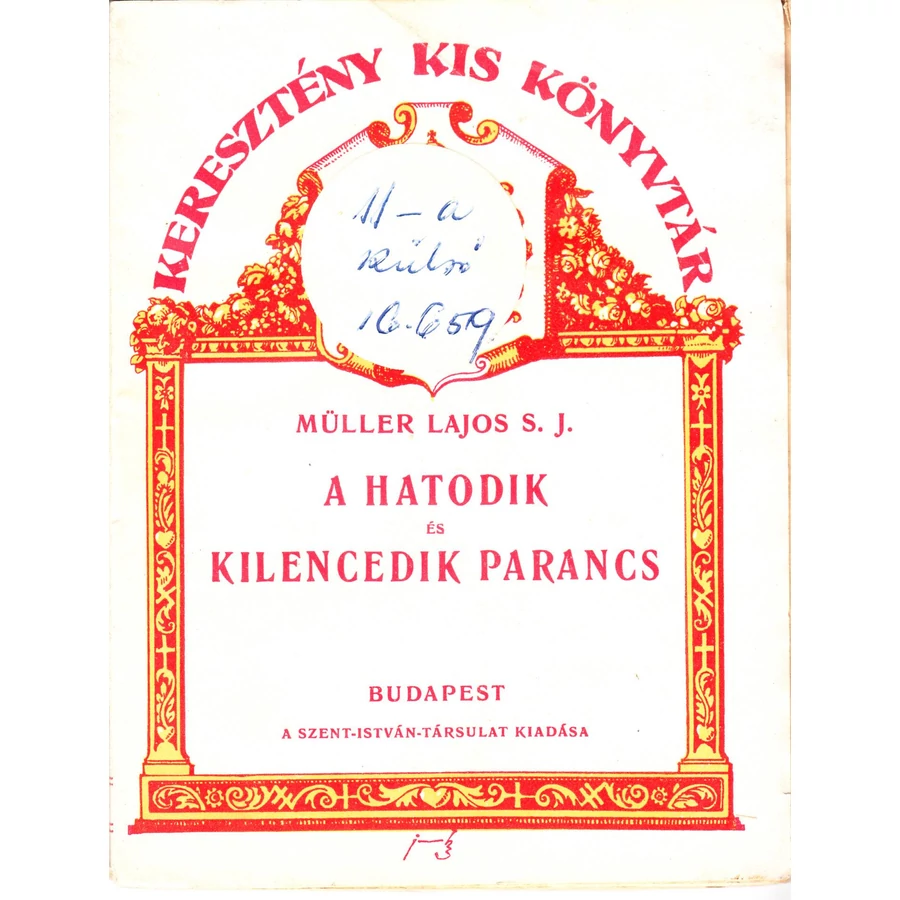 KERESZTÉNY KIS KÖNYVTÁR
11-a
külső
16.659
MÜLLER LAJOS S. J.
A HATODIK
ÉS
KILENCEDIK PARANCS
BUDAPEST
A SZENT-ISTVÁN-TÁRSULAT KIADÁSA